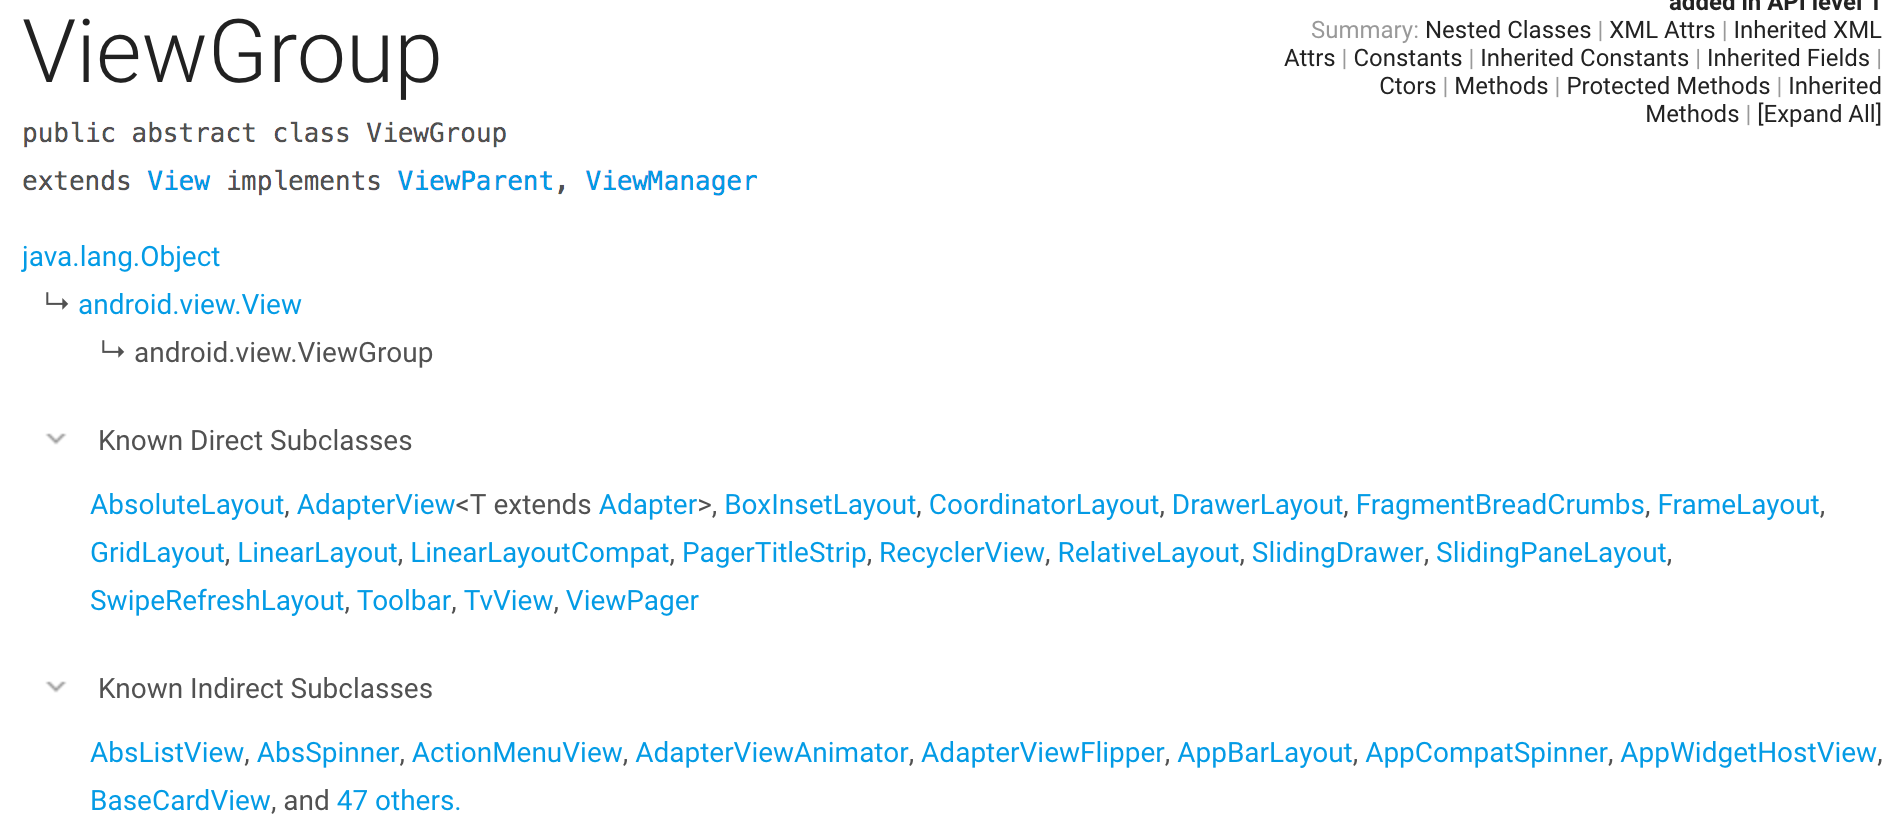 added in API level 1
ViewGroup
Summary: Nested Classes | XML Attrs | Inherited XML
Attrs | Constants | Inherited Constants | Inherited Fields |
Ctors | Methods | Protected Methods | Inherited
Methods | [Expand All]
public abstract class ViewGroup
extends View implements ViewParent, ViewManager
java.lang.Object
↳ android.view.View
↳ android.view.ViewGroup
Known Direct Subclasses
AbsoluteLayout, AdapterView<T extends Adapter>, BoxInsetLayout, CoordinatorLayout, DrawerLayout, FragmentBreadCrumbs, FrameLayout,
GridLayout, LinearLayout, LinearLayoutCompat, PagerTitleStrip, RecyclerView, RelativeLayout, SlidingDrawer, SlidingPaneLayout,
SwipeRefreshLayout, Toolbar, TvView, ViewPager
Known Indirect Subclasses
AbsListView, AbsSpinner, ActionMenuView, AdapterViewAnimator, AdapterViewFlipper, AppBarLayout, AppCompatSpinner, AppWidgetHostView,
BaseCardView, and 47 others.